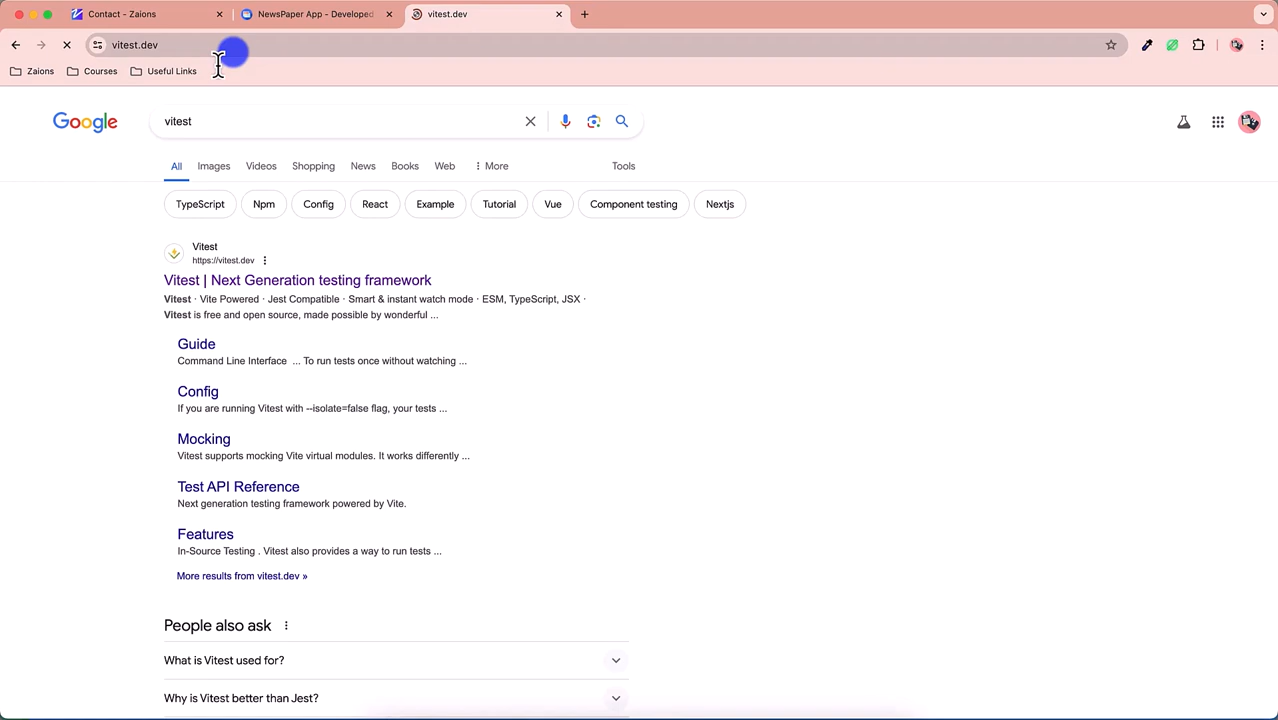 Contact - Zaions
NewsPaper App - Developed
vitest.dev
vitest.dev
Zaions
Courses
Useful Links
Google
vitest
All
Images
Videos
Shopping
News
Books
Web
More
Tools
TypeScript
Npm
Config
React
Example
Tutorial
Vue
Component testing
Nextjs
Vitest
https://vitest.dev
Vitest | Next Generation testing framework
Vitest · Vite Powered · Jest Compatible · Smart & instant watch mode · ESM, TypeScript, JSX ·
Vitest is free and open source, made possible by wonderful ...
Guide
Command Line Interface ... To run tests once without watching ...
Config
If you are running Vitest with --isolate=false flag, your tests ...
Mocking
Vitest supports mocking Vite virtual modules. It works differently ...
Test API Reference
Next generation testing framework powered by Vite.
Features
In-Source Testing . Vitest also provides a way to run tests ...
More results from vitest.dev »
People also ask
What is Vitest used for?
Why is Vitest better than Jest?